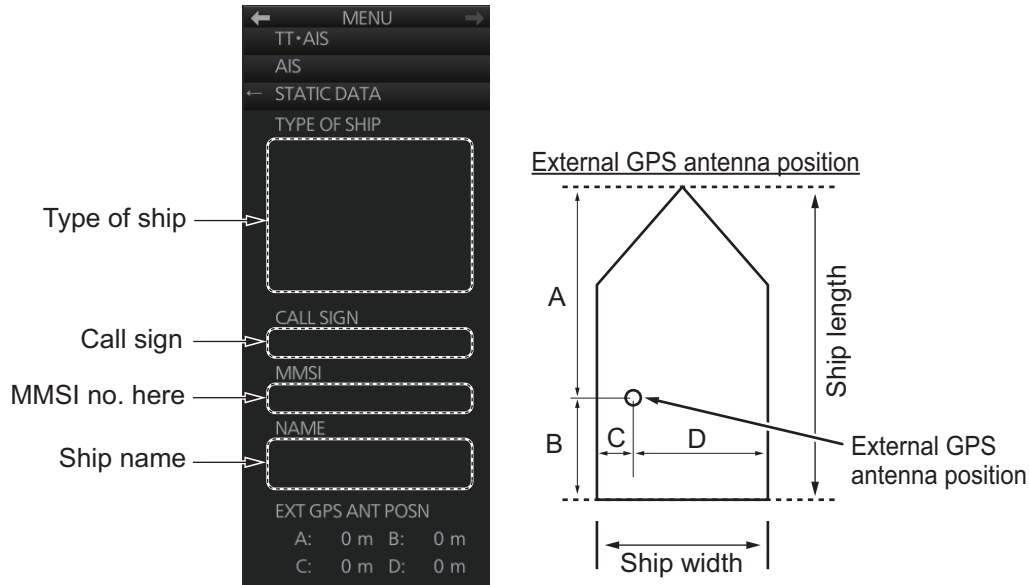 MENU
TT•AIS
AIS
← STATIC DATA
TYPE OF SHIP
CALL SIGN
MMSI
NAME
EXT GPS ANT POSN
A: 0 m B: 0 m
C: 0 m D: 0 m
Type of ship
Call sign
MMSI no. here
Ship name
External GPS antenna position
A
B
C
D
Ship length
Ship width
External GPS
antenna position